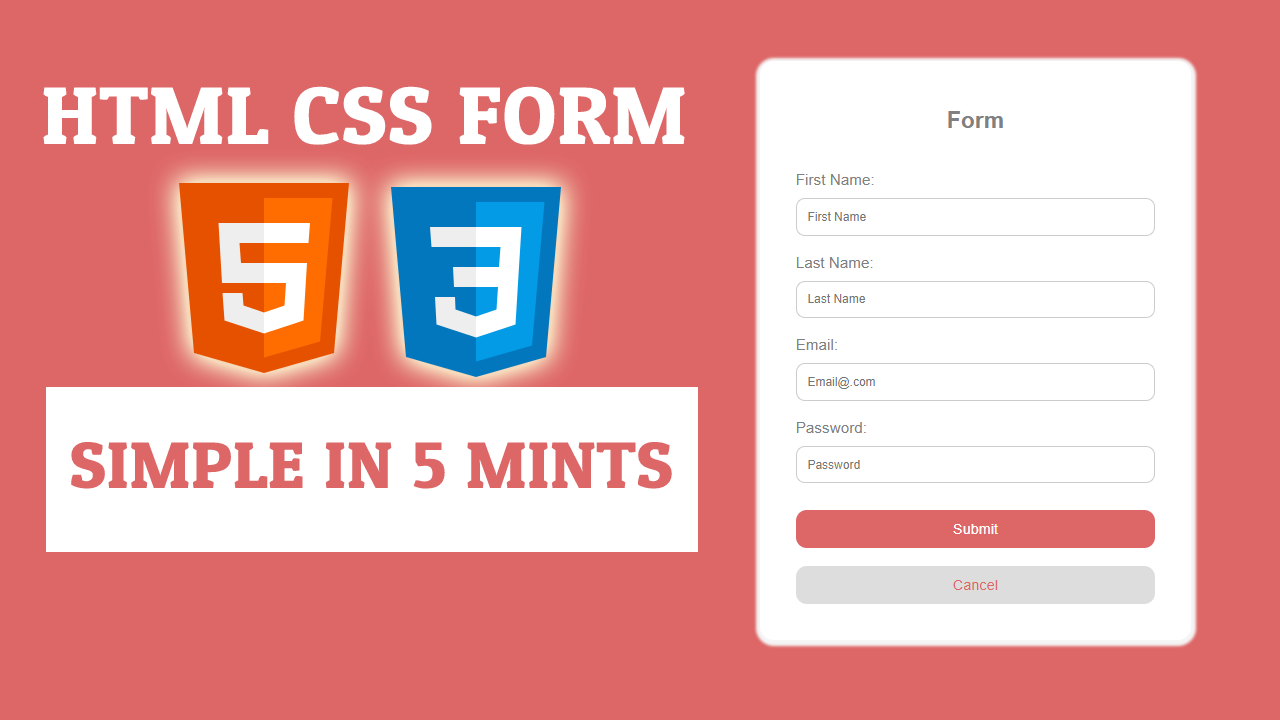 HTML CSS FORM
5
3
SIMPLE IN 5 MINTS
Form
First Name:
First Name
Last Name:
Last Name
Email:
Email@.com
Password:
Password
Submit
Cancel